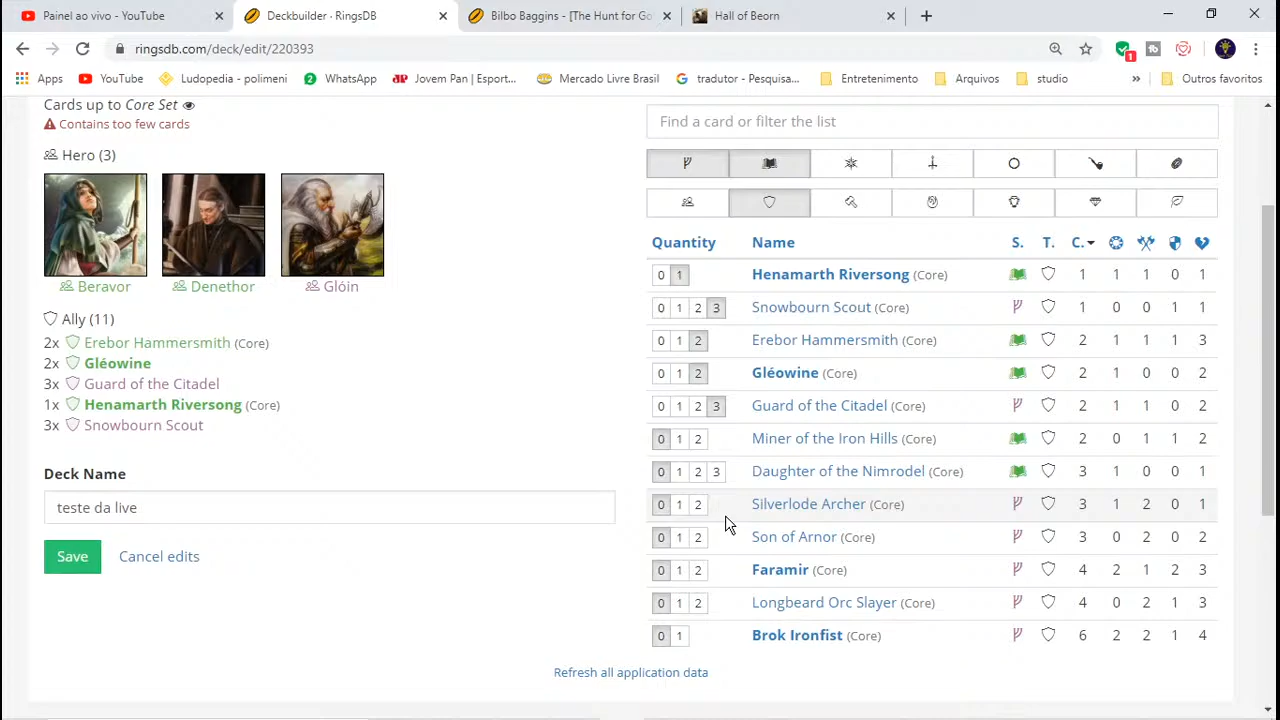 Painel ao vivo - YouTube
Deckbuilder · RingsDB
Bilbo Baggins - [The Hunt for Go
Hall of Beorn
ringsdb.com/deck/edit/220393
1
Apps
YouTube
Ludopedia - polimeni
2 WhatsApp
Jovem Pan | Esport...
Mercado Livre Brasil
tradutor - Pesquisa...
Entretenimento
Arquivos
studio
»
Outros favoritos
Cards up to Core Set
Contains too few cards
Hero (3)
Beravor
Denethor
Glóin
Ally (11)
2x Erebor Hammersmith (Core)
2x Gléowine
3x Guard of the Citadel
1x Henamarth Riversong (Core)
3x Snowbourn Scout
Deck Name
teste da live
Save Cancel edits
Find a card or filter the list
Quantity Name S. T. C.
0 1 Henamarth Riversong (Core) 1 1 1 0 1
0 1 2 3 Snowbourn Scout (Core) 1 0 0 1 1
0 1 2 Erebor Hammersmith (Core) 2 1 1 1 3
0 1 2 Gléowine (Core) 2 1 0 0 2
0 1 2 3 Guard of the Citadel (Core) 2 1 1 0 2
0 1 2 Miner of the Iron Hills (Core) 2 0 1 1 2
0 1 2 3 Daughter of the Nimrodel (Core) 3 1 0 0 1
0 1 2 Silverlode Archer (Core) 3 1 2 0 1
0 1 2 Son of Arnor (Core) 3 0 2 0 2
0 1 2 Faramir (Core) 4 2 1 2 3
0 1 2 Longbeard Orc Slayer (Core) 4 0 2 1 3
0 1 Brok Ironfist (Core) 6 2 2 1 4
Refresh all application data